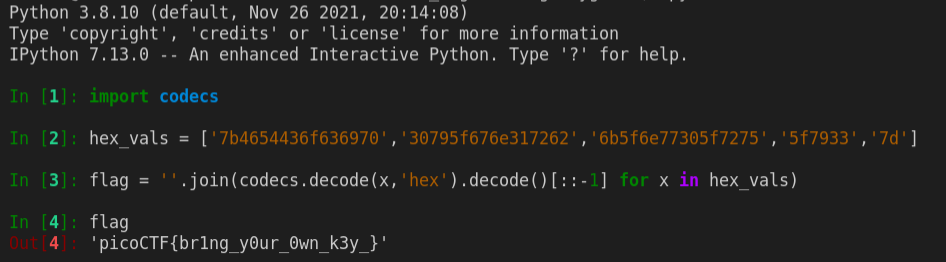 Python 3.8.10 (default, Nov 26 2021, 20:14:08)
Type 'copyright', 'credits' or 'license' for more information
IPython 7.13.0 -- An enhanced Interactive Python. Type '?' for help.
In [1]: import codecs
In [2]: hex_vals = ['7b4654436f636970','30795f676e317262','6b5f6e77305f7275','5f7933','7d']
In [3]: flag = ''.join(codecs.decode(x,'hex').decode()[::-1] for x in hex_vals)
In [4]: flag
Out[4]: 'picoCTF{br1ng_y0ur_0wn_k3y_}'